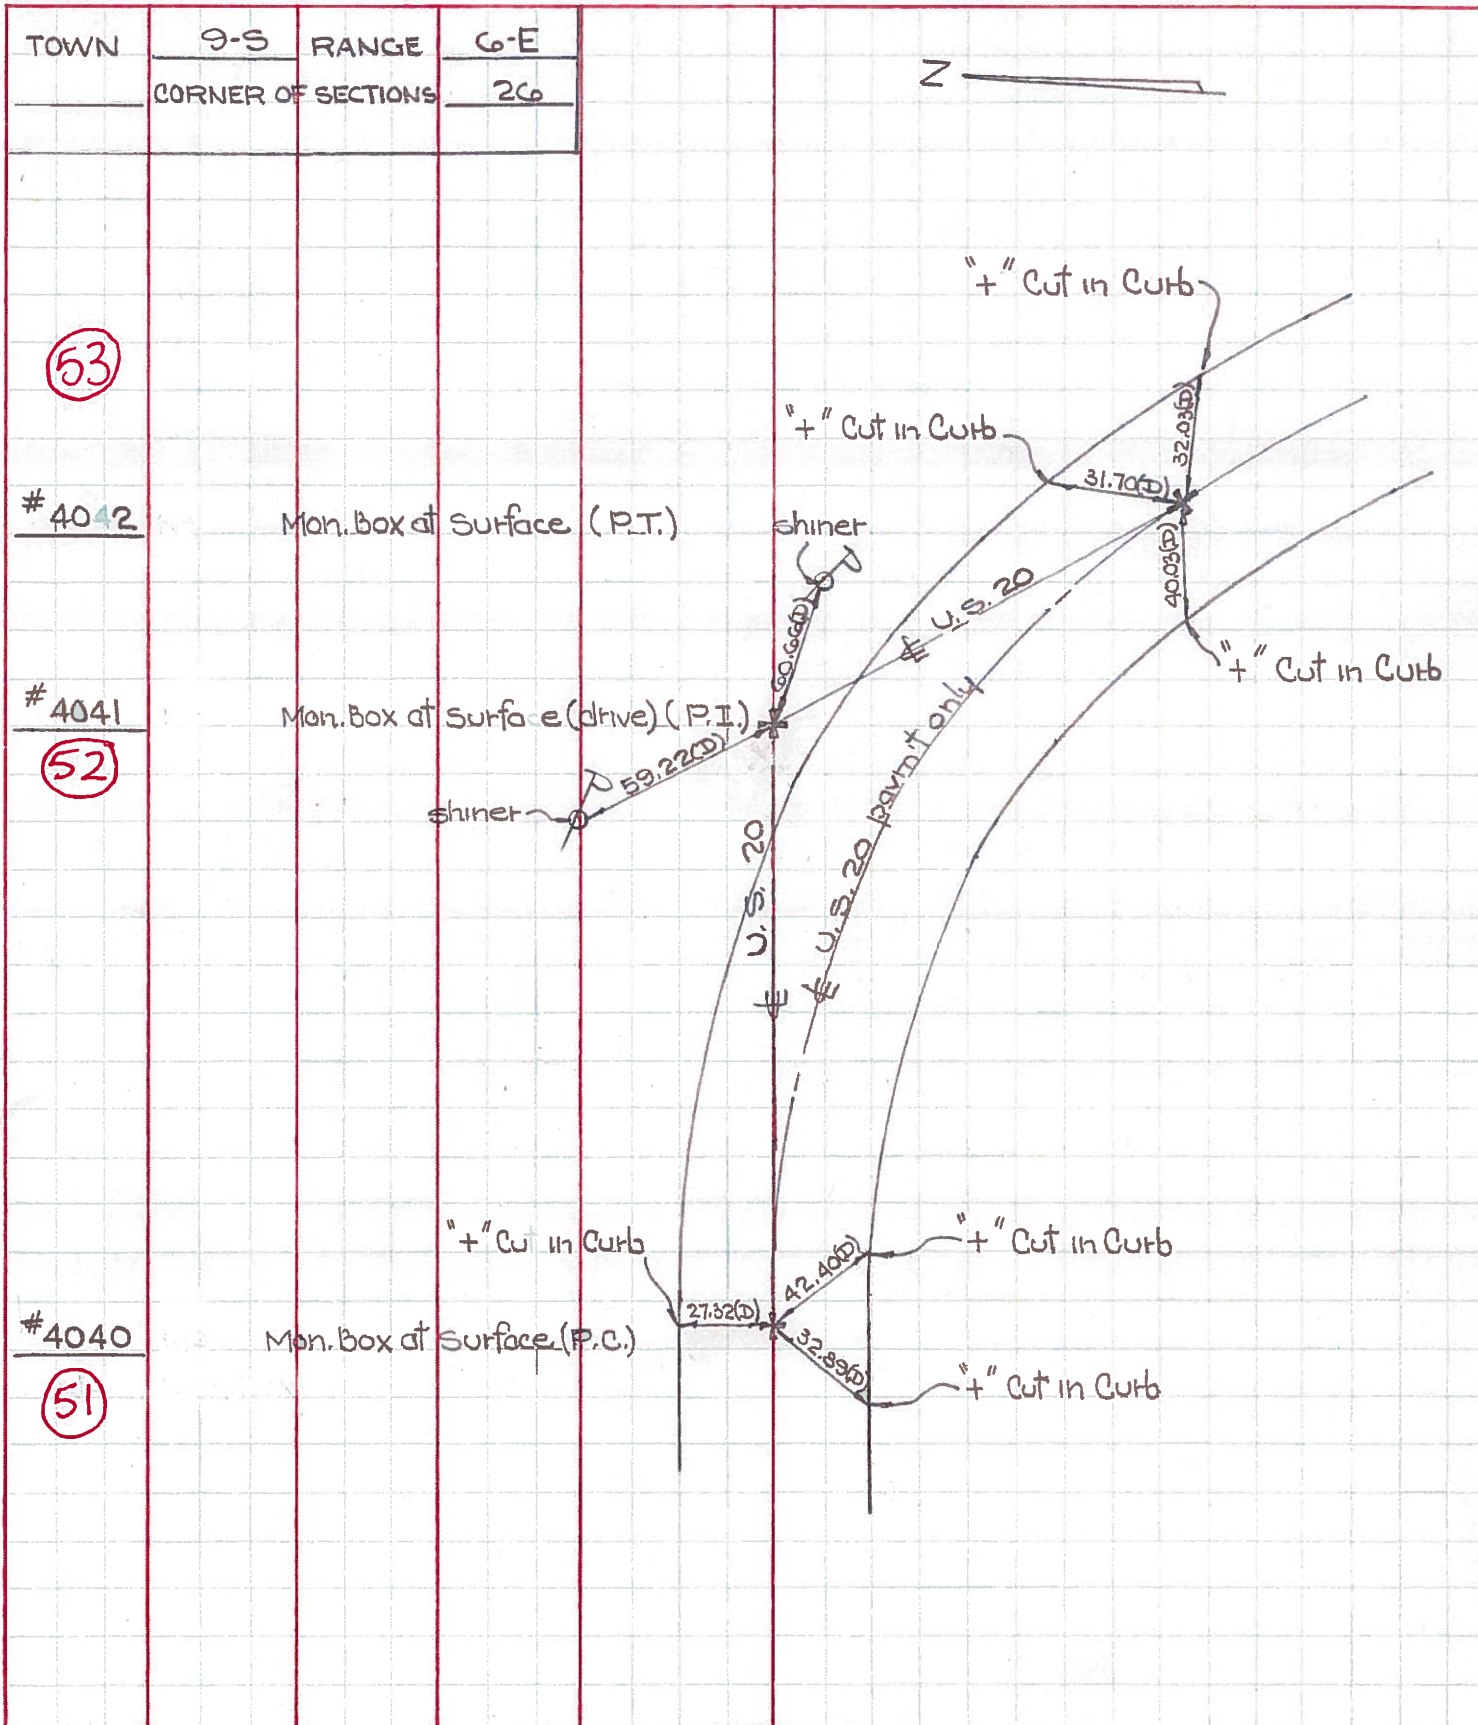 TOWN 9-S RANGE 6-E
CORNER OF SECTIONS 26
Z
"+" Cut in Curb
53
32.03(D)
"+" Cut in Curb
31.70(D)
#4042 Mon. Box at Surface (P.T.)
shiner
40.03(D)
60.66(D)
℄ U.S. 20
"+" Cut in Curb
#4041 Mon. Box at Surface (drive) (P.I.)
52
59.22(D)
shiner
℄ U.S. 20
℄ U.S. 20 pavm't only
"+" Cu in Curb
"+" Cut in Curb
42.40(D)
27.32(D)
#4040 Mon. Box at Surface (P.C.)
32.89(D)
"+" Cut in Curb
51